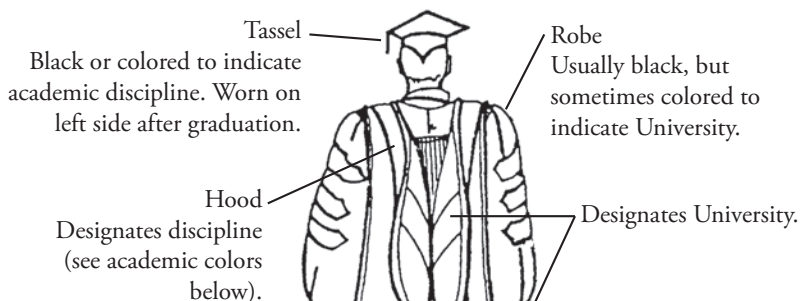 Tassel
Black or colored to indicate
academic discipline. Worn on
left side after graduation.
Robe
Usually black, but
sometimes colored to
indicate University.
Hood
Designates discipline
(see academic colors
below).
Designates University.